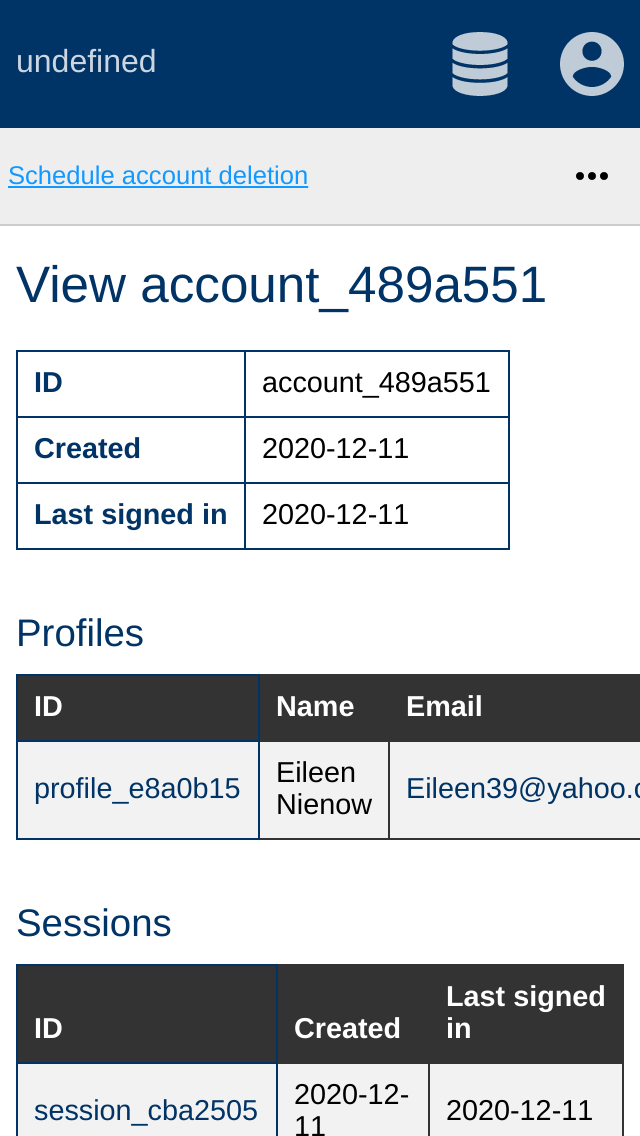 undefined
Schedule account deletion
View account_489a551
ID account_489a551
Created 2020-12-11
Last signed in 2020-12-11
Profiles
ID Name Email
profile_e8a0b15 Eileen Nienow Eileen39@yahoo.c
Sessions
ID Created Last signed in
session_cba2505 2020-12-11 2020-12-11